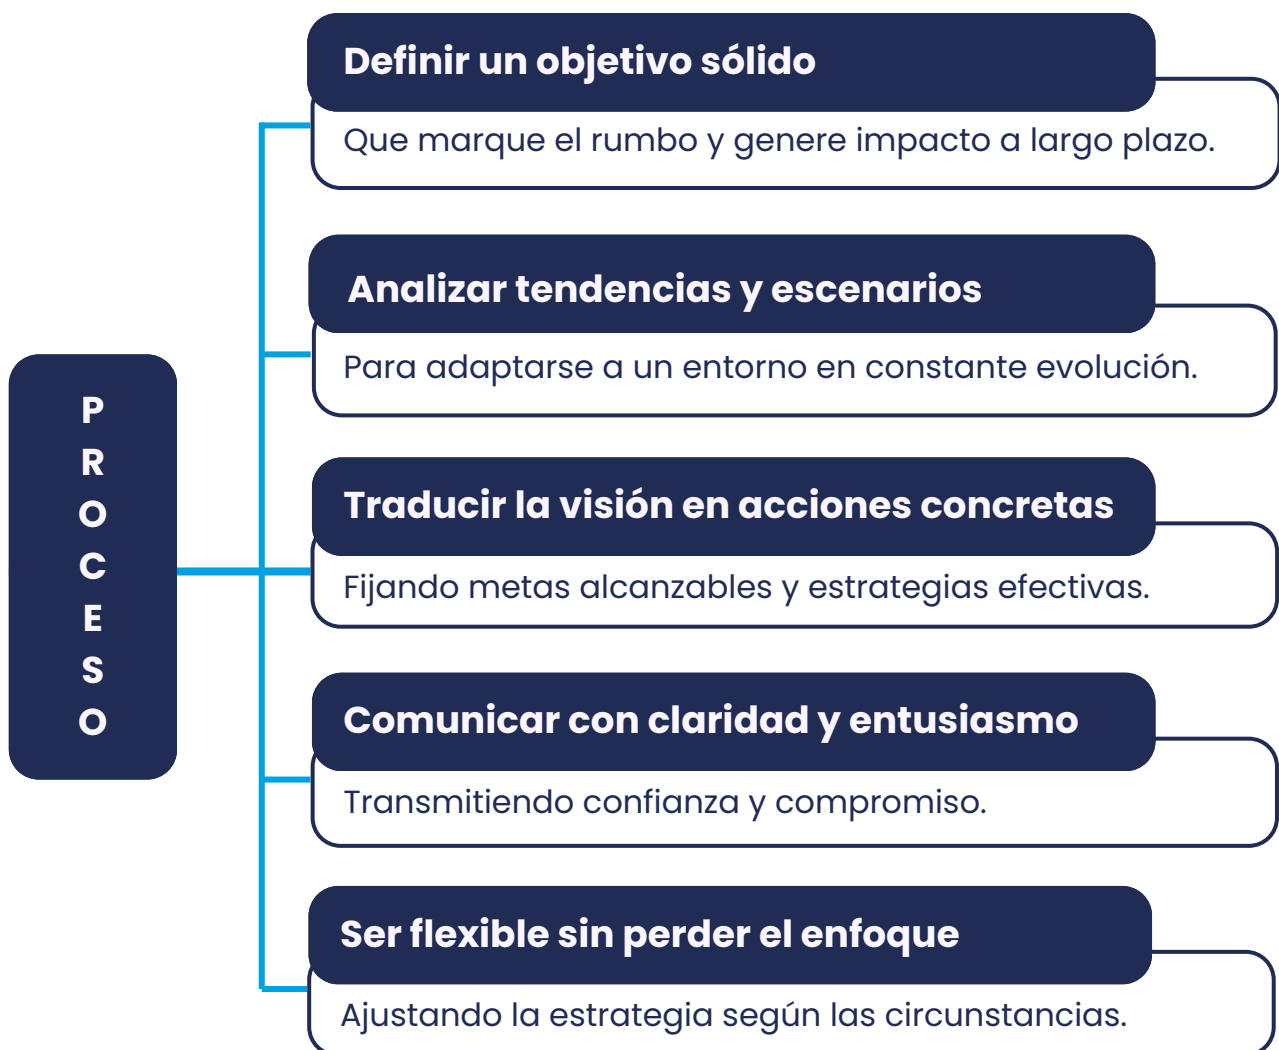 Definir un objetivo sólido
Que marque el rumbo y genere impacto a largo plazo.
Analizar tendencias y escenarios
Para adaptarse a un entorno en constante evolución.
P
R
O
C
E
S
O
Traducir la visión en acciones concretas
Fijando metas alcanzables y estrategias efectivas.
Comunicar con claridad y entusiasmo
Transmitiendo confianza y compromiso.
Ser flexible sin perder el enfoque
Ajustando la estrategia según las circunstancias.